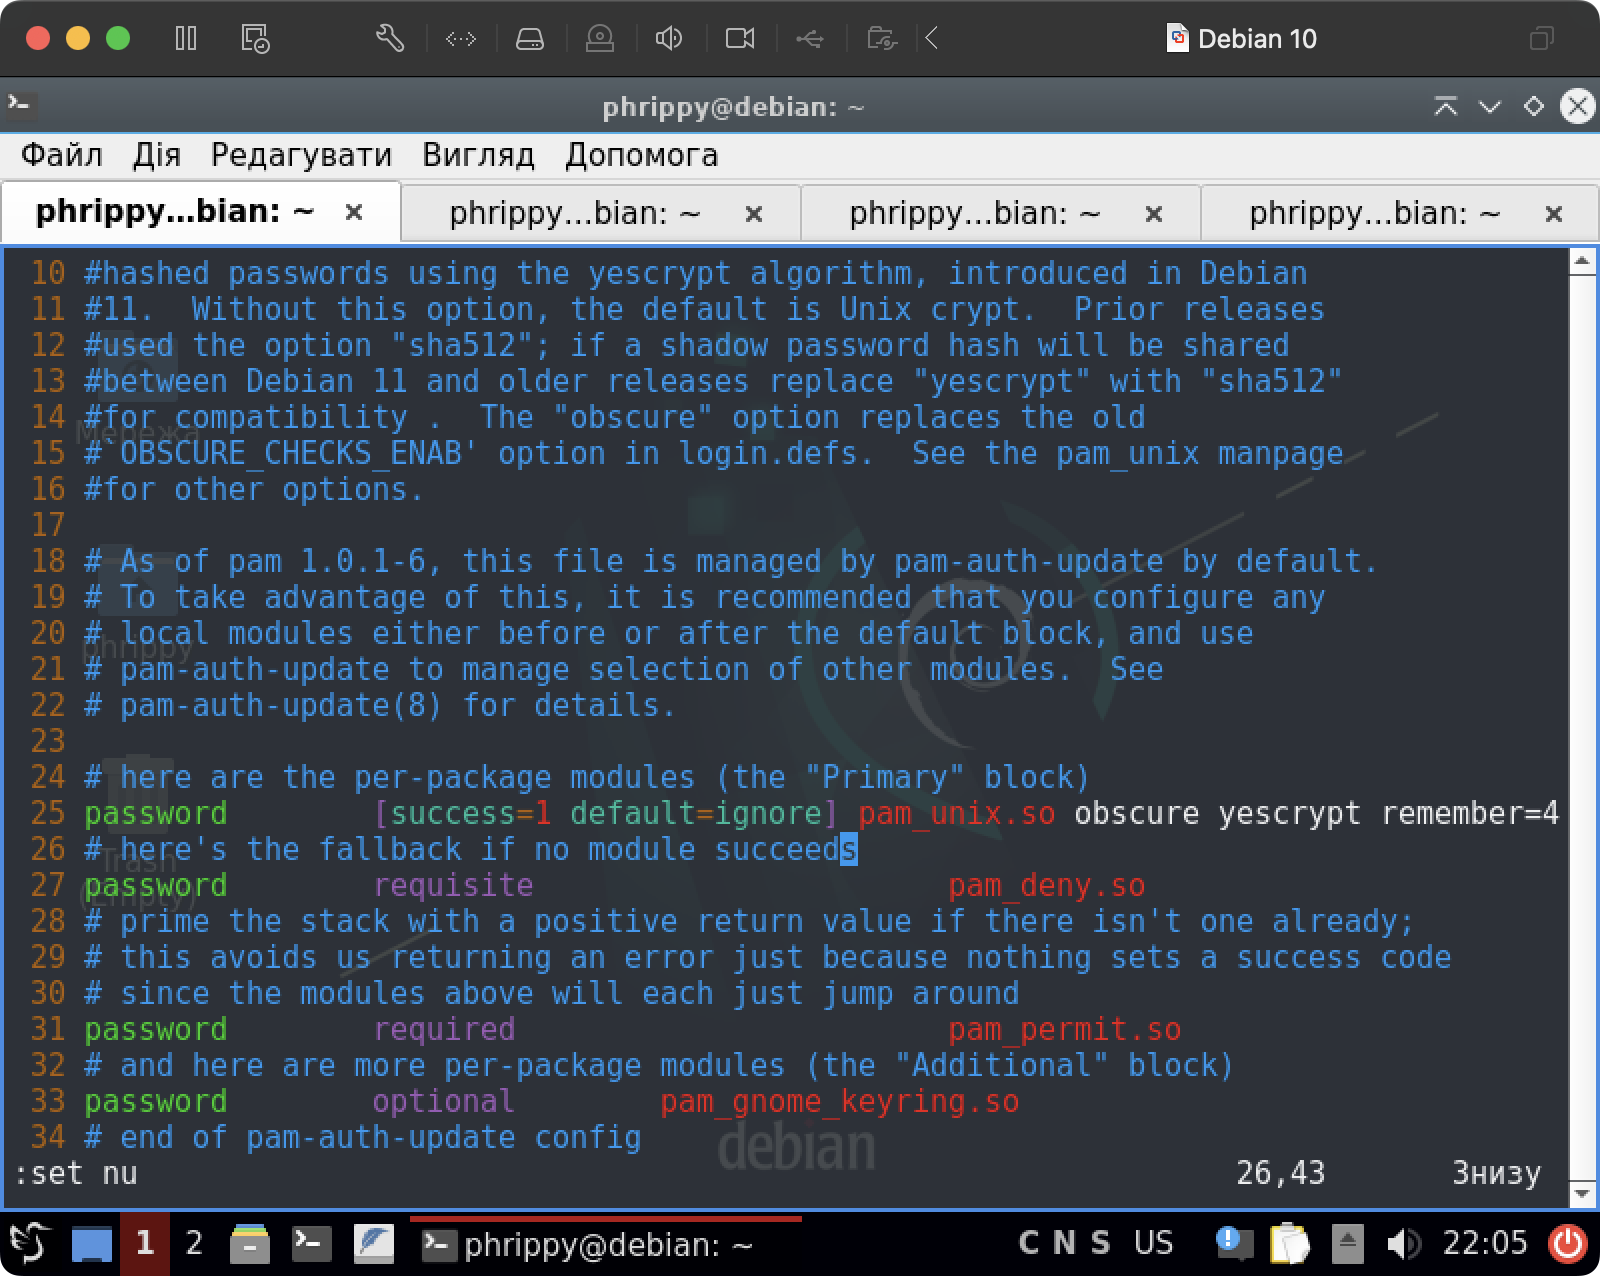 Debian 10
phrippy@debian: ~
Файл Дія Редагувати Вигляд Допомога
phrippy...bian: ~ × phrippy...bian: ~ × phrippy...bian: ~ × phrippy...bian: ~ ×
10 #hashed passwords using the yescrypt algorithm, introduced in Debian
11 #11.  Without this option, the default is Unix crypt.  Prior releases
12 #used the option "sha512"; if a shadow password hash will be shared
13 #between Debian 11 and older releases replace "yescrypt" with "sha512"
14 #for compatibility .  The "obscure" option replaces the old
15 #`OBSCURE_CHECKS_ENAB' option in login.defs.  See the pam_unix manpage
16 #for other options.
17
18 # As of pam 1.0.1-6, this file is managed by pam-auth-update by default.
19 # To take advantage of this, it is recommended that you configure any
20 # local modules either before or after the default block, and use
21 # pam-auth-update to manage selection of other modules.  See
22 # pam-auth-update(8) for details.
23
24 # here are the per-package modules (the "Primary" block)
25 password        [success=1 default=ignore] pam_unix.so obscure yescrypt remember=4
26 # here's the fallback if no module succeeds
27 password        requisite                       pam_deny.so
28 # prime the stack with a positive return value if there isn't one already;
29 # this avoids us returning an error just because nothing sets a success code
30 # since the modules above will each just jump around
31 password        required                        pam_permit.so
32 # and here are more per-package modules (the "Additional" block)
33 password        optional        pam_gnome_keyring.so
34 # end of pam-auth-update config
:set nu 26,43 Знизу
Мережа
phrippy
Trash
(Empty)
debian
1 2 phrippy@debian: ~ C N S US 22:05